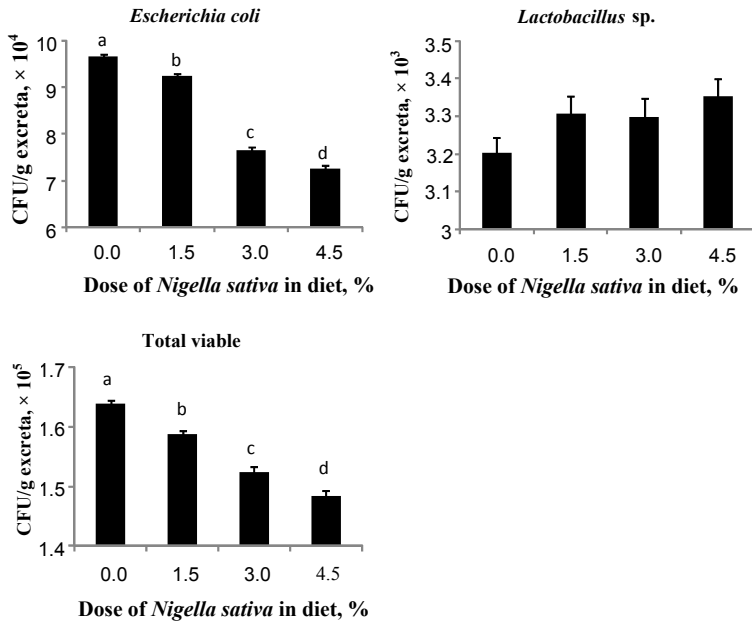 Escherichia coli
CFU/g excreta, × 10⁴
10
9
8
7
6
a
b
c
d
0.0 1.5 3.0 4.5
Dose of Nigella sativa in diet, %
Lactobacillus sp.
CFU/g excreta, × 10³
3.5
3.4
3.3
3.2
3.1
3
0.0 1.5 3.0 4.5
Dose of Nigella sativa in diet, %
Total viable
CFU/g excreta, × 10⁵
1.7
1.6
1.5
1.4
a
b
c
d
0.0 1.5 3.0 4.5
Dose of Nigella sativa in diet, %